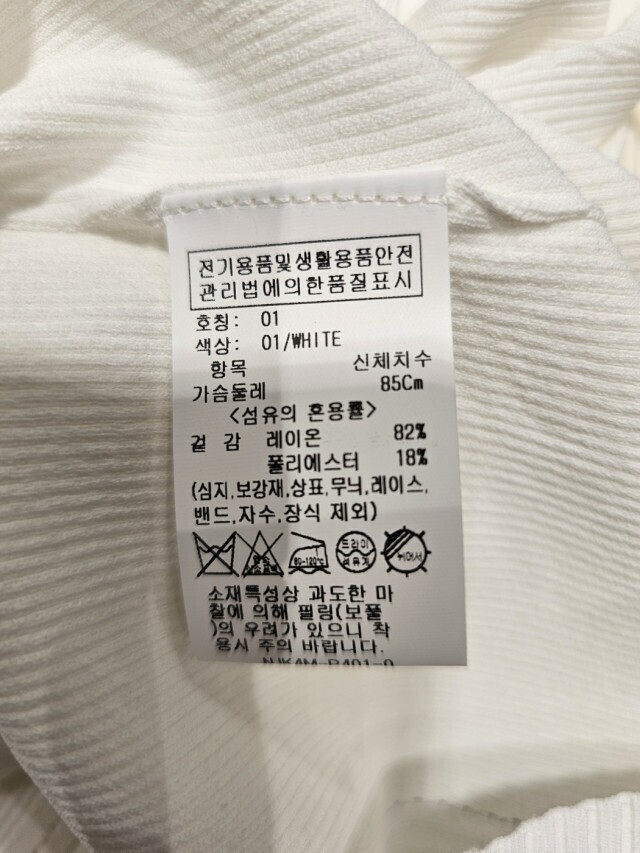 전기용품및생활용품안전
관리법에의한품질표시
호칭: 01
색상: 01/WHITE
항목 신체치수
가슴둘레 85Cm
<섬유의 혼용률>
겉 감 레이온 82%
폴리에스터 18%
(심지,보강재,상표,무늬,레이스,
밴드,자수,장식 제외)
80-120℃ 드라이 뉘어서
소재특성상 과도한 마
찰에 의해 필링(보풀
)의 우려가 있으니 착
용시 주의 바랍니다.